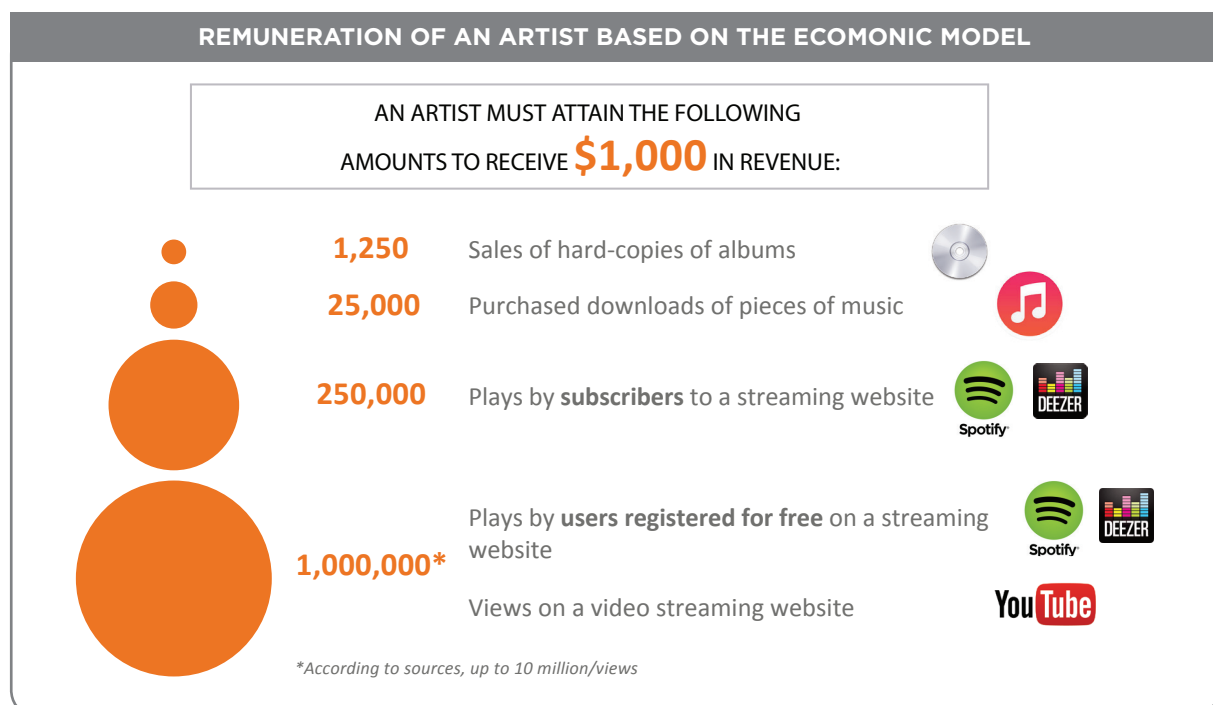 REMUNERATION OF AN ARTIST BASED ON THE ECOMONIC MODEL
AN ARTIST MUST ATTAIN THE FOLLOWING
AMOUNTS TO RECEIVE $1,000 IN REVENUE:
1,250 Sales of hard-copies of albums
25,000 Purchased downloads of pieces of music
250,000 Plays by subscribers to a streaming website
Spotify
DEEZER
Plays by users registered for free on a streaming
website
Spotify
DEEZER
1,000,000*
Views on a video streaming website
YouTube
*According to sources, up to 10 million/views